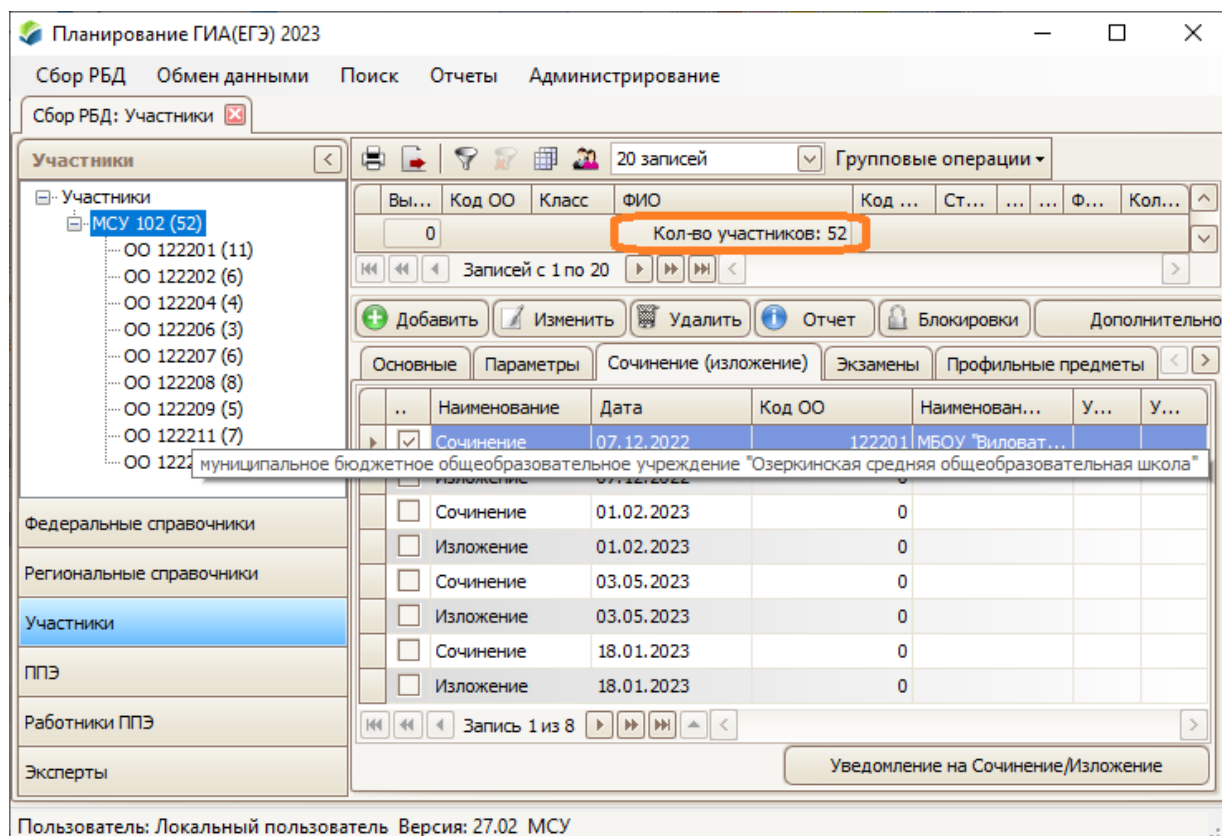 Планирование ГИА(ЕГЭ) 2023
Сбор РБД Обмен данными Поиск Отчеты Администрирование
Сбор РБД: Участники
Участники
20 записей Групповые операции
Участники
МСУ 102 (52)
ОО 122201 (11)
ОО 122202 (6)
ОО 122204 (4)
ОО 122206 (3)
ОО 122207 (6)
ОО 122208 (8)
ОО 122209 (5)
ОО 122211 (7)
ОО 1222
Федеральные справочники
Региональные справочники
Участники
ППЭ
Работники ППЭ
Эксперты
Вы... Код ОО Класс ФИО Код ... Ст... ... ... Ф... Кол...
0 Кол-во участников: 52
Записей с 1 по 20
Добавить Изменить Удалить Отчет Блокировки Дополнительно
Основные Параметры Сочинение (изложение) Экзамены Профильные предметы
.. Наименование Дата Код ОО Наименован... У... У...
Сочинение 07.12.2022 122201 МБОУ "Виловат...
муниципальное бюджетное общеобразовательное учреждение "Озеркинская средняя общеобразовательная школа"
Изложение 07.12.2022 0
Сочинение 01.02.2023 0
Изложение 01.02.2023 0
Сочинение 03.05.2023 0
Изложение 03.05.2023 0
Сочинение 18.01.2023 0
Изложение 18.01.2023 0
Запись 1 из 8
Уведомление на Сочинение/Изложение
Пользователь: Локальный пользователь Версия: 27.02 МСУ